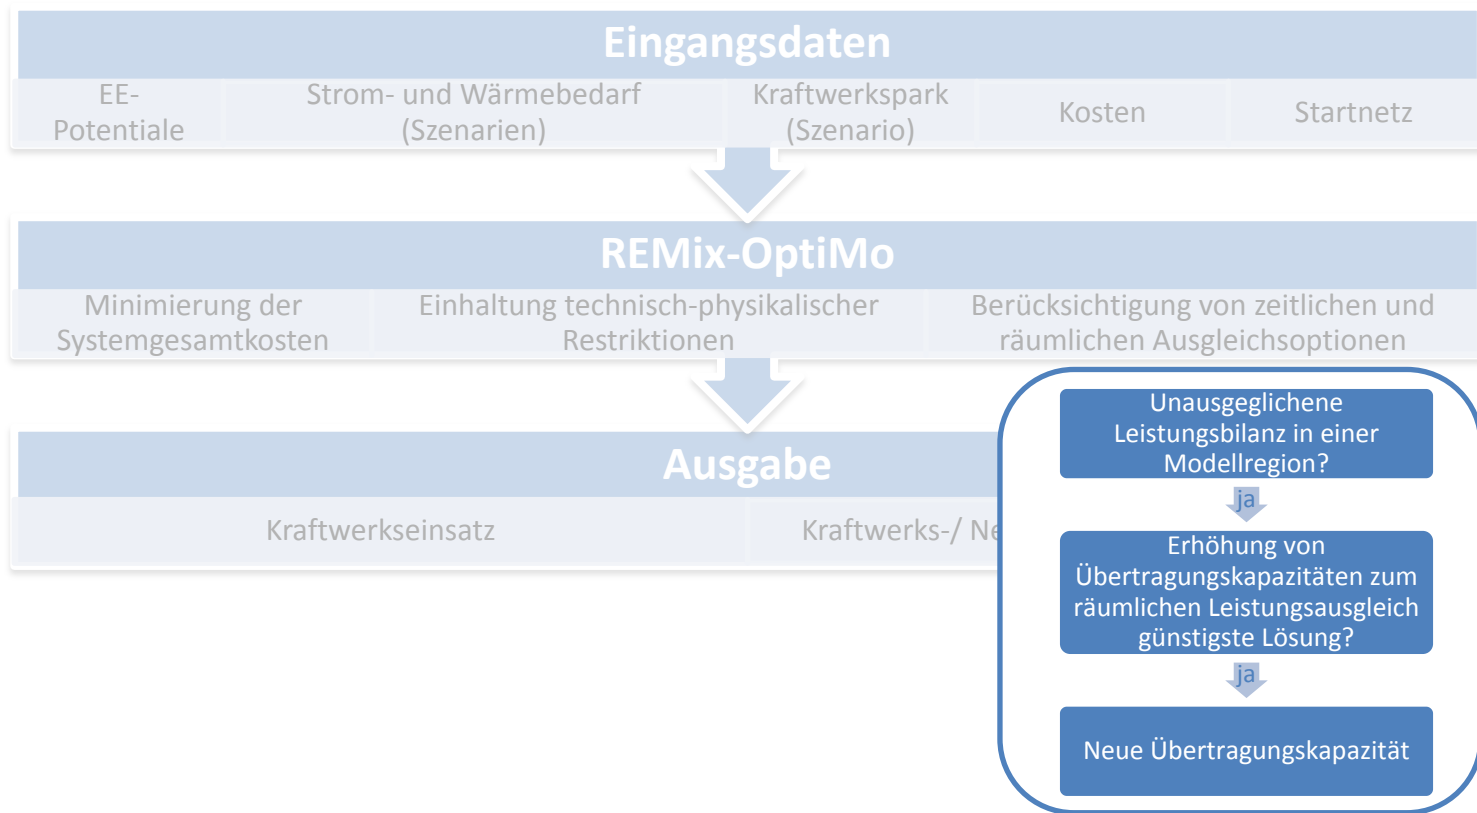 Eingangsdaten
EE-
Potentiale
Strom- und Wärmebedarf
(Szenarien)
Kraftwerkspark
(Szenario)
Kosten
Startnetz
REMix-OptiMo
Minimierung der
Systemgesamtkosten
Einhaltung technisch-physikalischer
Restriktionen
Berücksichtigung von zeitlichen und
räumlichen Ausgleichsoptionen
Ausgabe
Kraftwerkseinsatz
Kraftwerks-/ Ne
Unausgeglichene
Leistungsbilanz in einer
Modellregion?
ja
Erhöhung von
Übertragungskapazitäten zum
räumlichen Leistungsausgleich
günstigste Lösung?
ja
Neue Übertragungskapazität